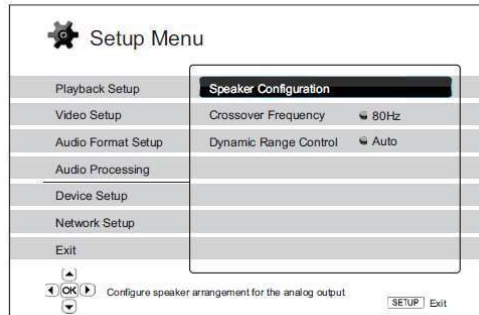 Setup Menu
Playback Setup
Video Setup
Audio Format Setup
Audio Processing
Device Setup
Network Setup
Exit
Speaker Configuration
Crossover Frequency 80Hz
Dynamic Range Control Auto
OK Configure speaker arrangement for the analog output
SETUP Exit